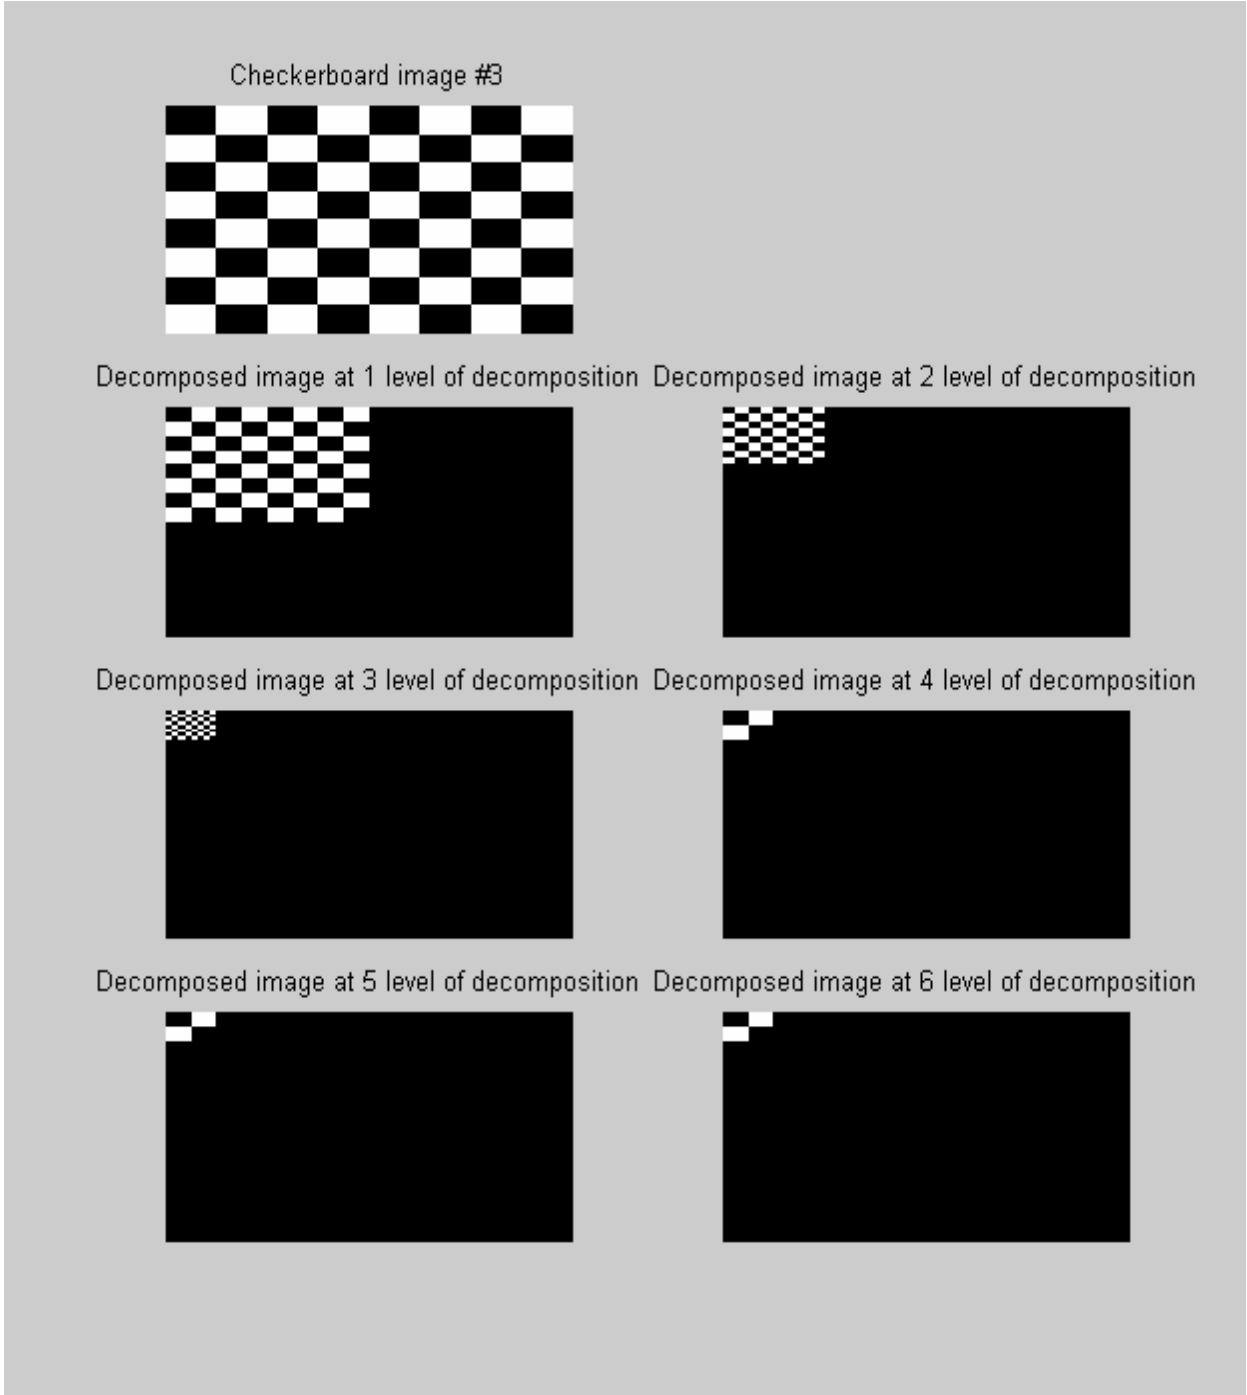 Checkerboard image #3
Decomposed image at 1 level of decomposition
Decomposed image at 2 level of decomposition
Decomposed image at 3 level of decomposition
Decomposed image at 4 level of decomposition
Decomposed image at 5 level of decomposition
Decomposed image at 6 level of decomposition